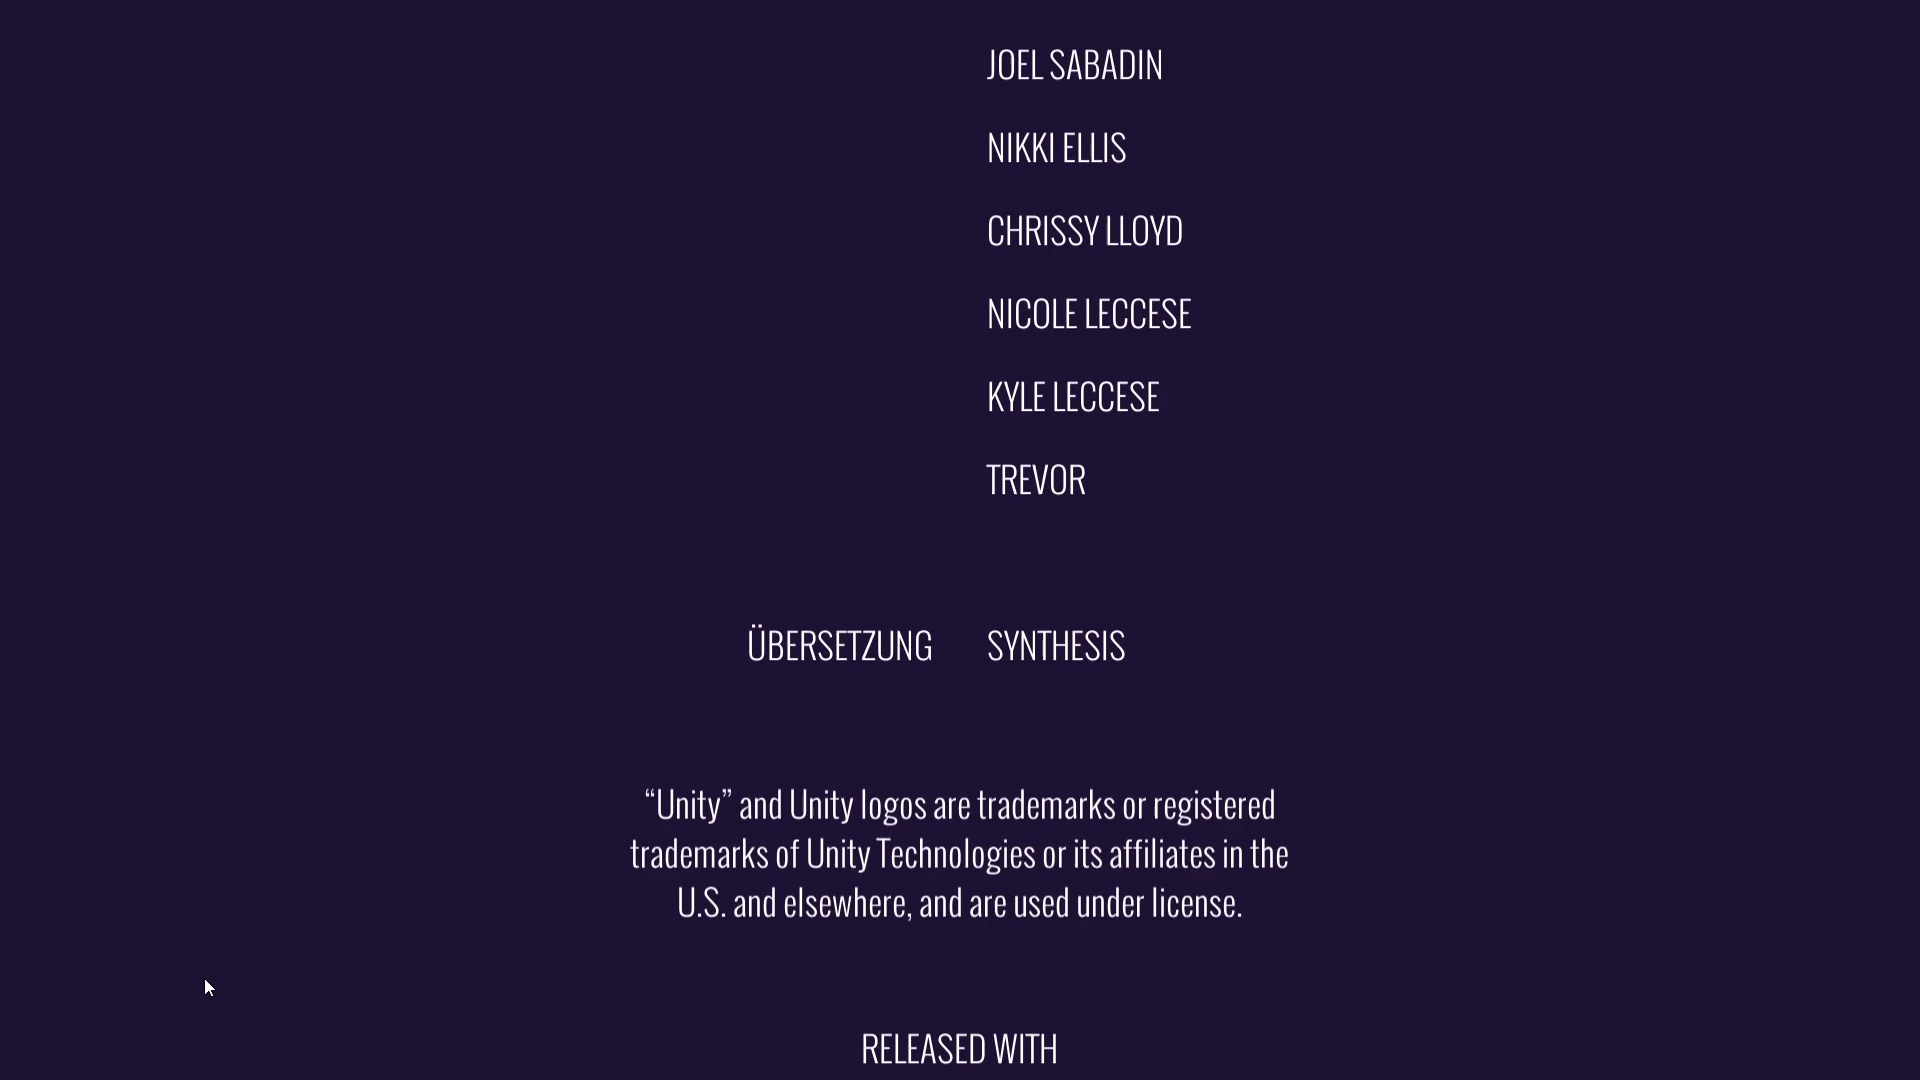 JOEL SABADIN
NIKKI ELLIS
CHRISSY LLOYD
NICOLE LECCESE
KYLE LECCESE
TREVOR
ÜBERSETZUNG SYNTHESIS
“Unity” and Unity logos are trademarks or registered
trademarks of Unity Technologies or its affiliates in the
U.S. and elsewhere, and are used under license.
RELEASED WITH